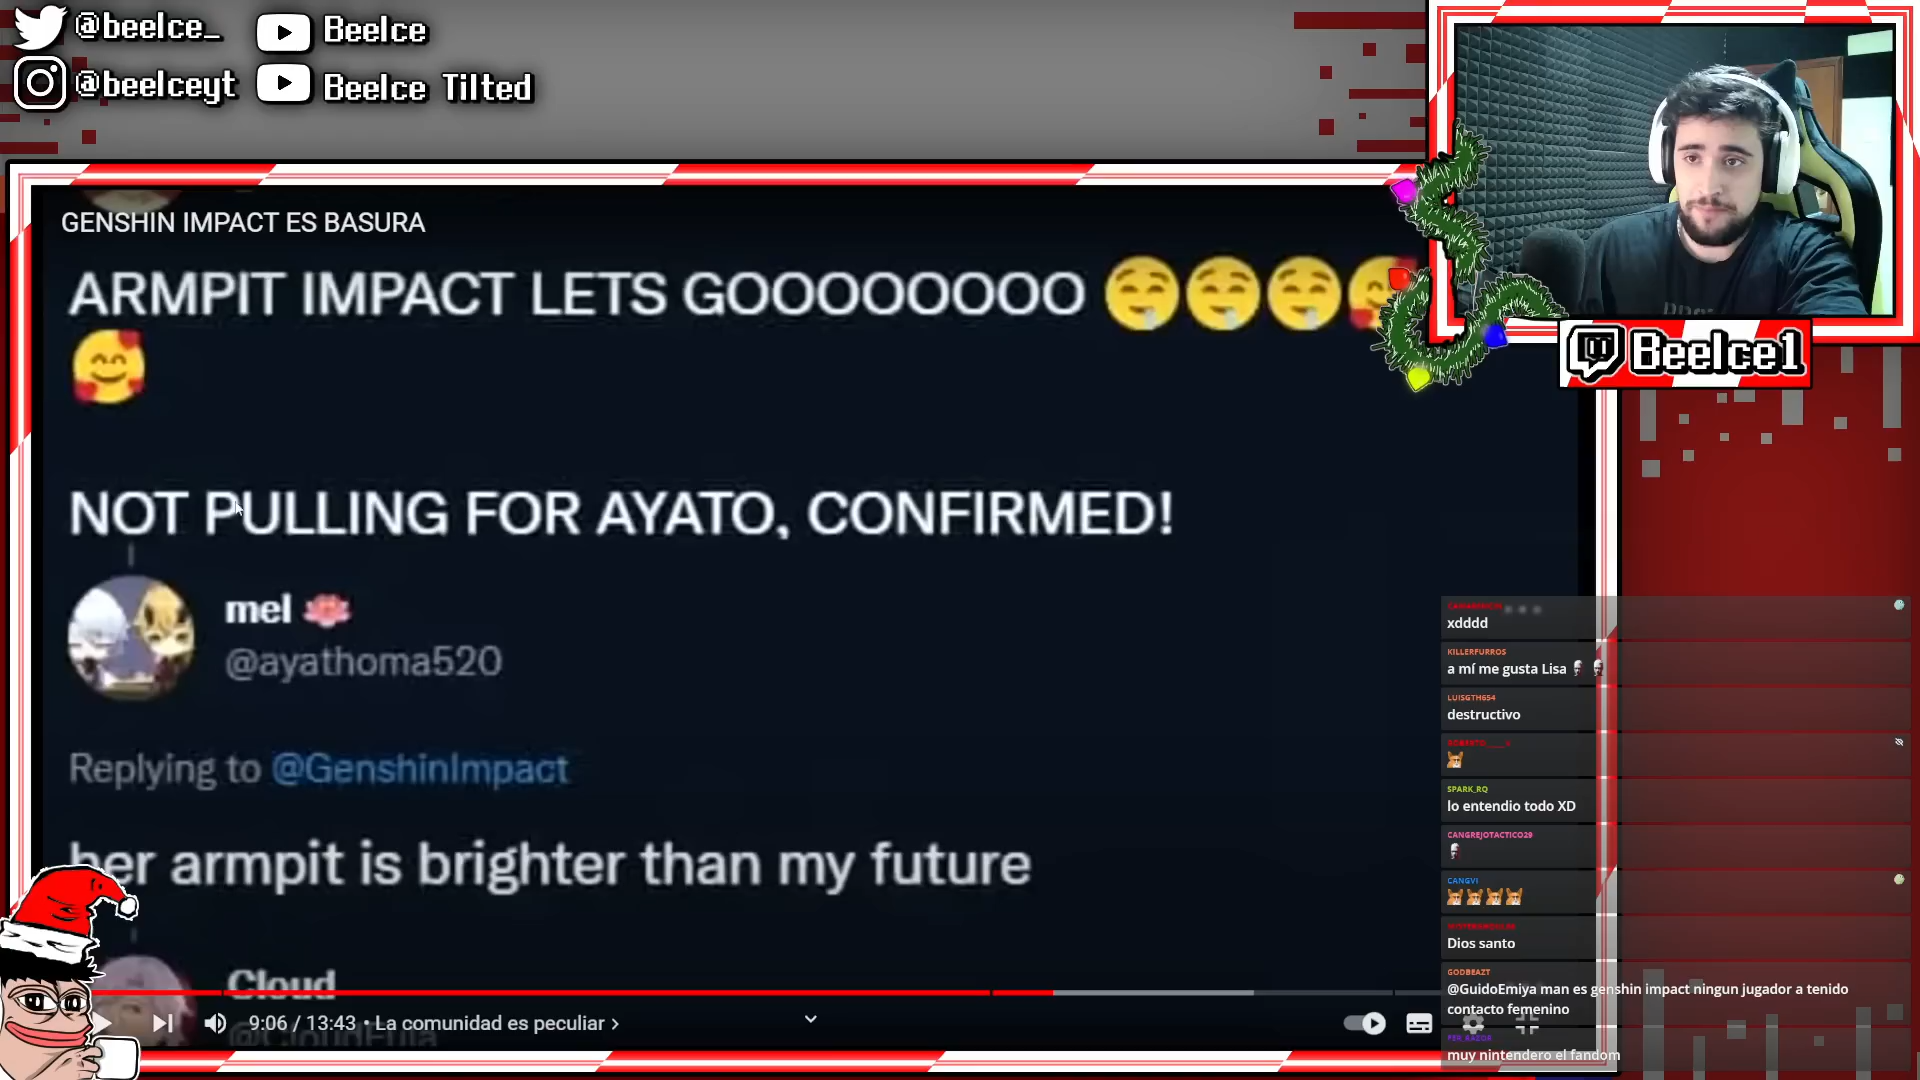 @beelce_
Beelce
@beelceyt
Beelce Tilted
GENSHIN IMPACT ES BASURA
ARMPIT IMPACT LETS GOOOOOOOO 🤤🤤🤤🥰
🥰
NOT PULLING FOR AYATO, CONFIRMED!
mel 🪷
@ayathoma520
Replying to @GenshinImpact
her armpit is brighter than my future
Cloud
9:06 / 13:43 • La comunidad es peculiar ›
Beelce1
xdddd
KILLERFURROS
a mí me gusta Lisa
LUISGTH654
destructivo
SPARK_RQ
lo entendio todo XD
CANGREJOTACTICO29
CANGVI
Dios santo
GODBEAZT
@GuidoEmiya man es genshin impact ningun jugador a tenido
contacto femenino
FER_RAZOR
muy nintendero el fandom